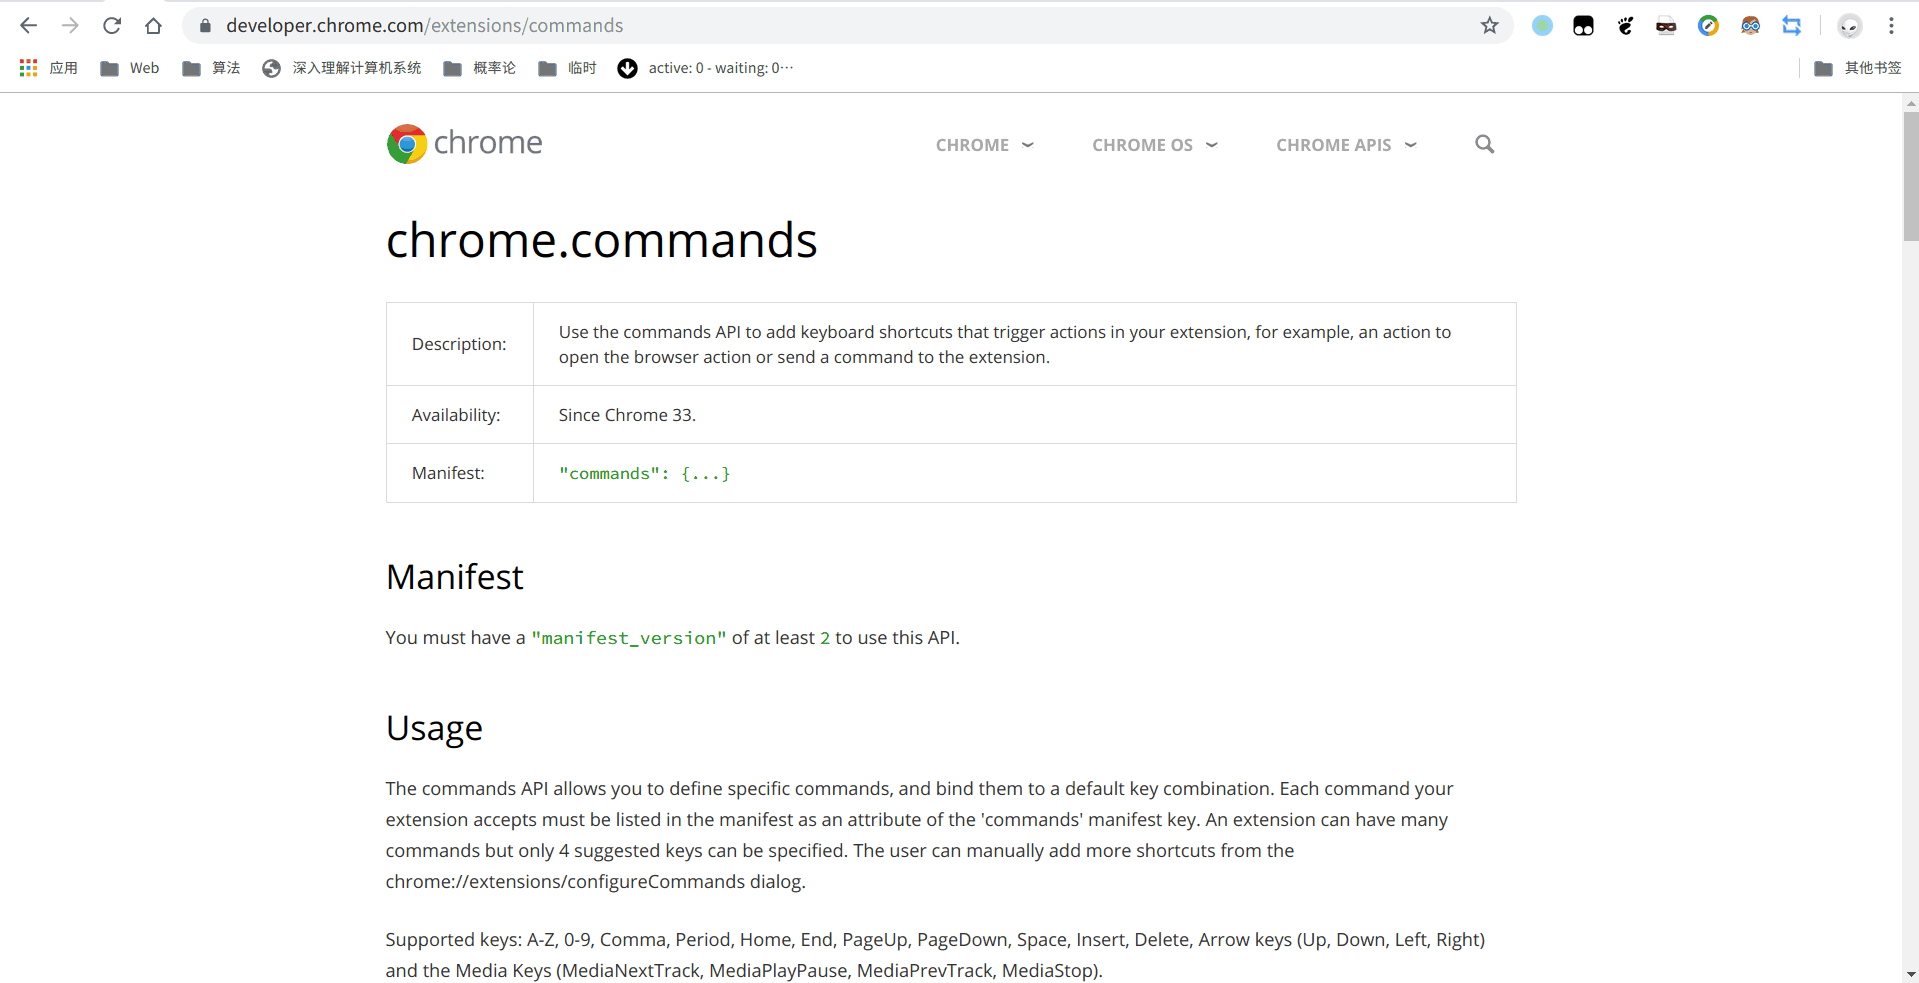 developer.chrome.com/extensions/commands
应用 Web 算法 深入理解计算机系统 概率论 临时 active: 0 - waiting: 0··· 其他书签
chrome CHROME CHROME OS CHROME APIS
chrome.commands
Description: Use the commands API to add keyboard shortcuts that trigger actions in your extension, for example, an action to
open the browser action or send a command to the extension.
Availability: Since Chrome 33.
Manifest: "commands": {...}
Manifest
You must have a "manifest_version" of at least 2 to use this API.
Usage
The commands API allows you to define specific commands, and bind them to a default key combination. Each command your
extension accepts must be listed in the manifest as an attribute of the 'commands' manifest key. An extension can have many
commands but only 4 suggested keys can be specified. The user can manually add more shortcuts from the
chrome://extensions/configureCommands dialog.
Supported keys: A-Z, 0-9, Comma, Period, Home, End, PageUp, PageDown, Space, Insert, Delete, Arrow keys (Up, Down, Left, Right)
and the Media Keys (MediaNextTrack, MediaPlayPause, MediaPrevTrack, MediaStop).